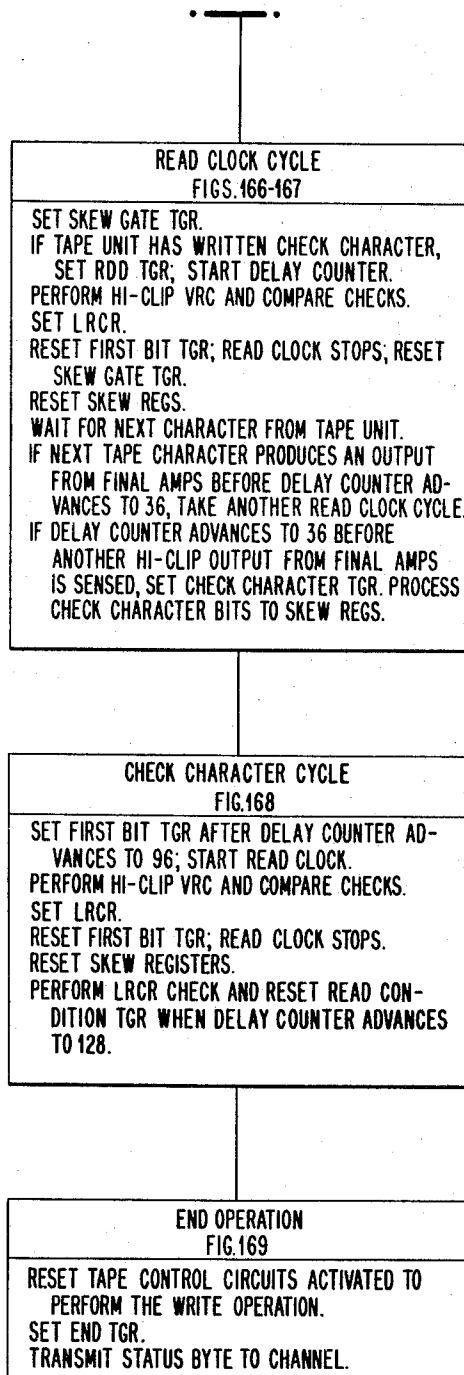 READ CLOCK CYCLE
FIGS.166-167
SET SKEW GATE TGR.
IF TAPE UNIT HAS WRITTEN CHECK CHARACTER,
SET RDD TGR; START DELAY COUNTER.
PERFORM HI-CLIP VRC AND COMPARE CHECKS.
SET LRCR.
RESET FIRST BIT TGR; READ CLOCK STOPS; RESET
SKEW GATE TGR.
RESET SKEW REGS.
WAIT FOR NEXT CHARACTER FROM TAPE UNIT.
IF NEXT TAPE CHARACTER PRODUCES AN OUTPUT
FROM FINAL AMPS BEFORE DELAY COUNTER AD-
VANCES TO 36, TAKE ANOTHER READ CLOCK CYCLE.
IF DELAY COUNTER ADVANCES TO 36 BEFORE
ANOTHER HI-CLIP OUTPUT FROM FINAL AMPS
IS SENSED, SET CHECK CHARACTER TGR. PROCESS
CHECK CHARACTER BITS TO SKEW REGS.
CHECK CHARACTER CYCLE
FIG.168
SET FIRST BIT TGR AFTER DELAY COUNTER AD-
VANCES TO 96; START READ CLOCK.
PERFORM HI-CLIP VRC AND COMPARE CHECKS.
SET LRCR.
RESET FIRST BIT TGR; READ CLOCK STOPS.
RESET SKEW REGISTERS.
PERFORM LRCR CHECK AND RESET READ CON-
DITION TGR WHEN DELAY COUNTER ADVANCES
TO 128.
END OPERATION
FIG.169
RESET TAPE CONTROL CIRCUITS ACTIVATED TO
PERFORM THE WRITE OPERATION.
SET END TGR.
TRANSMIT STATUS BYTE TO CHANNEL.